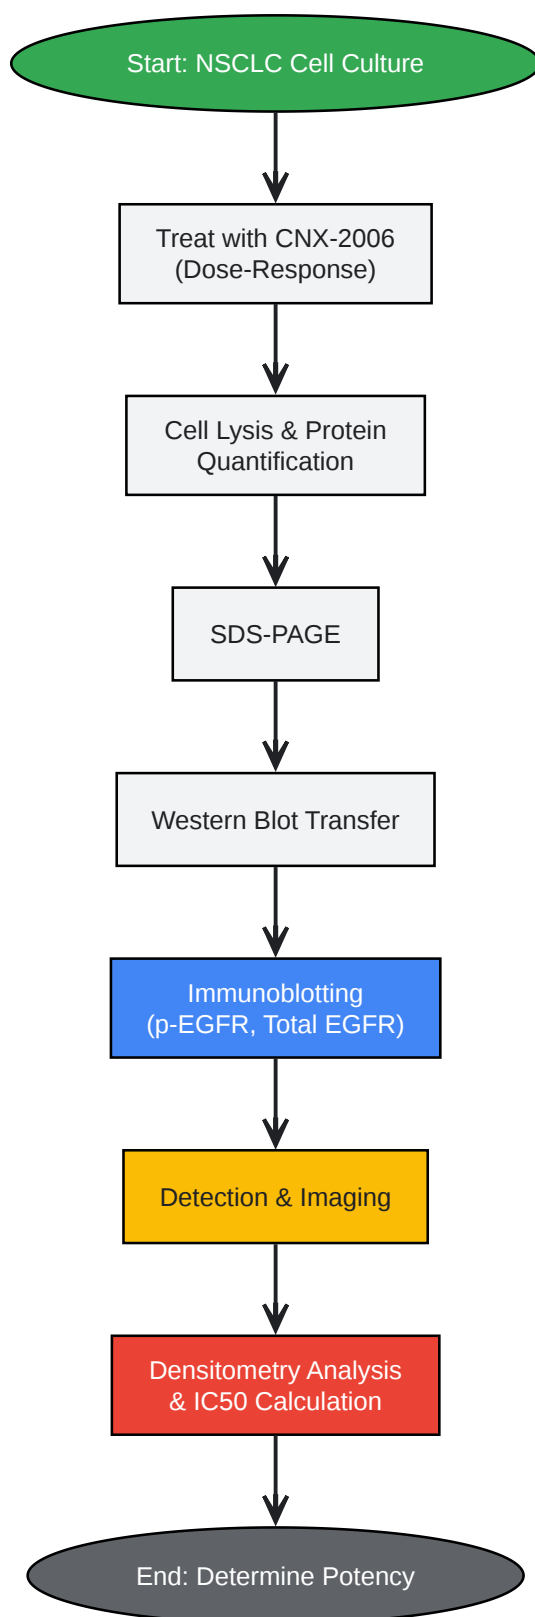 Start: NSCLC Cell Culture
Treat with CNX-2006
(Dose-Response)
Cell Lysis & Protein
Quantification
SDS-PAGE
Western Blot Transfer
Immunoblotting
(p-EGFR, Total EGFR)
Detection & Imaging
Densitometry Analysis
& IC50 Calculation
End: Determine Potency